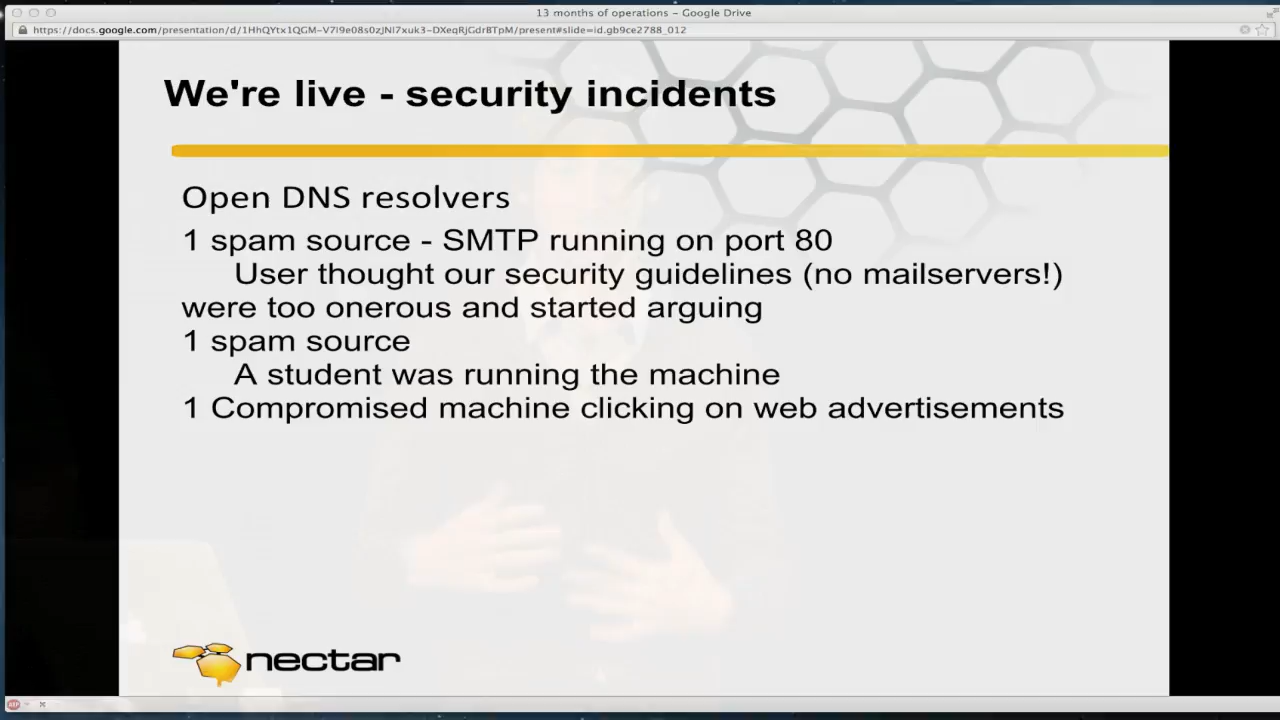 13 months of operations - Google Drive
https://docs.google.com/presentation/d/1HhQYtx1QGM-V7l9e08s0zJNl7xuk3-DXeqRjGdrBTpM/present#slide=id.gb9ce2788_012
We're live - security incidents
Open DNS resolvers
1 spam source - SMTP running on port 80
User thought our security guidelines (no mailservers!)
were too onerous and started arguing
1 spam source
A student was running the machine
1 Compromised machine clicking on web advertisements
nectar
ABP